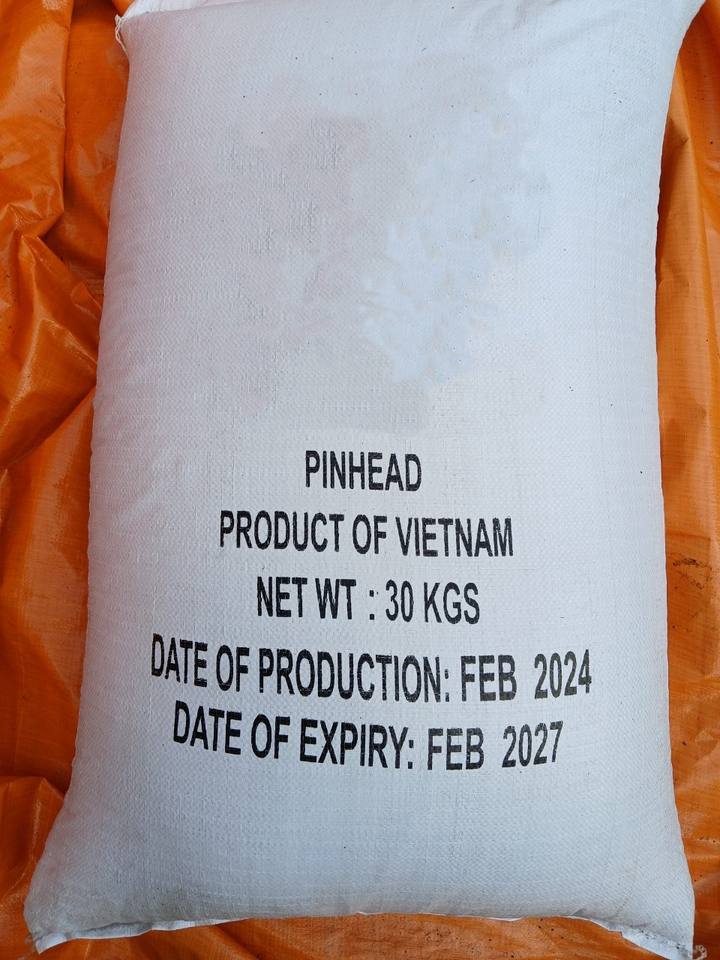 PINHEAD
PRODUCT OF VIETNAM
NET WT : 30 KGS
DATE OF PRODUCTION: FEB 2024
DATE OF EXPIRY: FEB 2027